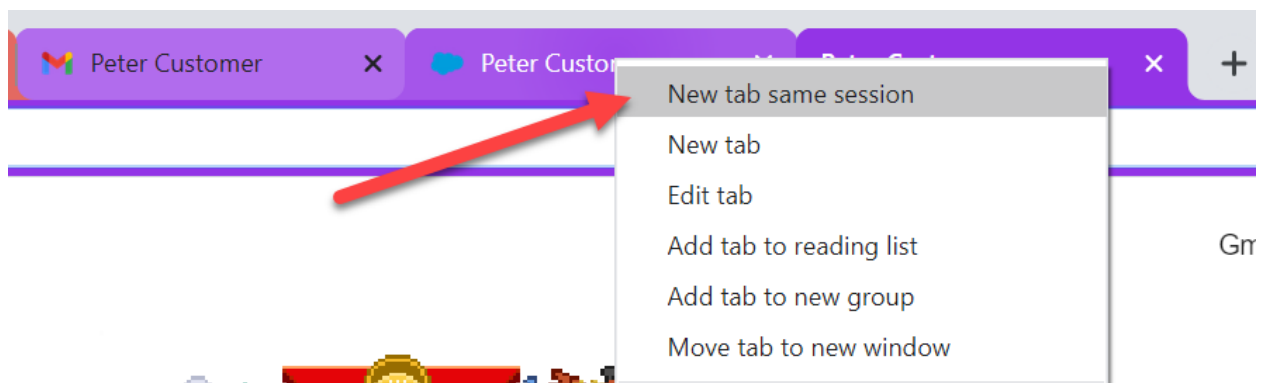 Peter Customer
Peter Custo
New tab same session
New tab
Edit tab
Add tab to reading list
Add tab to new group
Move tab to new window